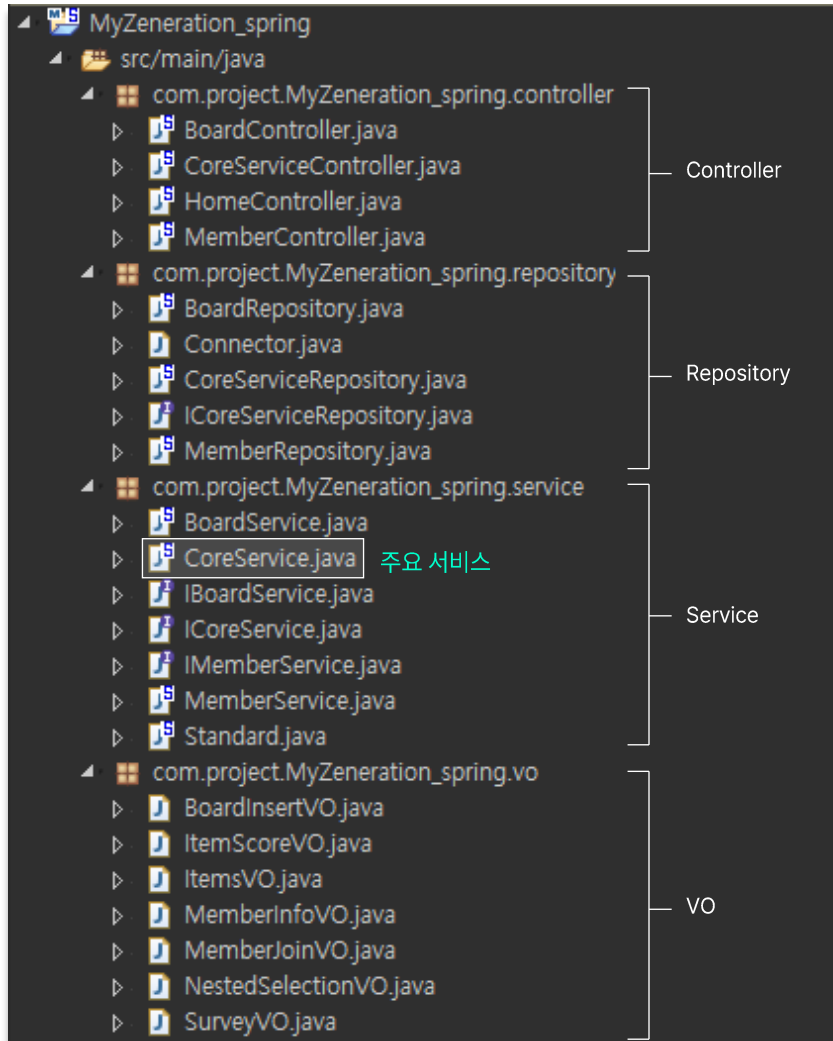 MyZeneration_spring
src/main/java
com.project.MyZeneration_spring.controller
BoardController.java
CoreServiceController.java
Controller
HomeController.java
MemberController.java
com.project.MyZeneration_spring.repository
BoardRepository.java
Connector.java
Repository
CoreServiceRepository.java
ICoreServiceRepository.java
MemberRepository.java
com.project.MyZeneration_spring.service
BoardService.java
CoreService.java 주요 서비스
IBoardService.java
Service
ICoreService.java
IMemberService.java
MemberService.java
Standard.java
com.project.MyZeneration_spring.vo
BoardInsertVO.java
ItemScoreVO.java
ItemsVO.java
VO
MemberInfoVO.java
MemberJoinVO.java
NestedSelectionVO.java
SurveyVO.java